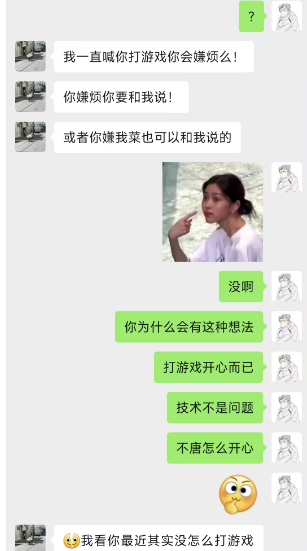 ？
我一直喊你打游戏你会嫌烦么！
你嫌烦你要和我说！
或者你嫌我菜也可以和我说的
没啊
你为什么会有这种想法
打游戏开心而已
技术不是问题
不唐怎么开心
我看你最近其实没怎么打游戏